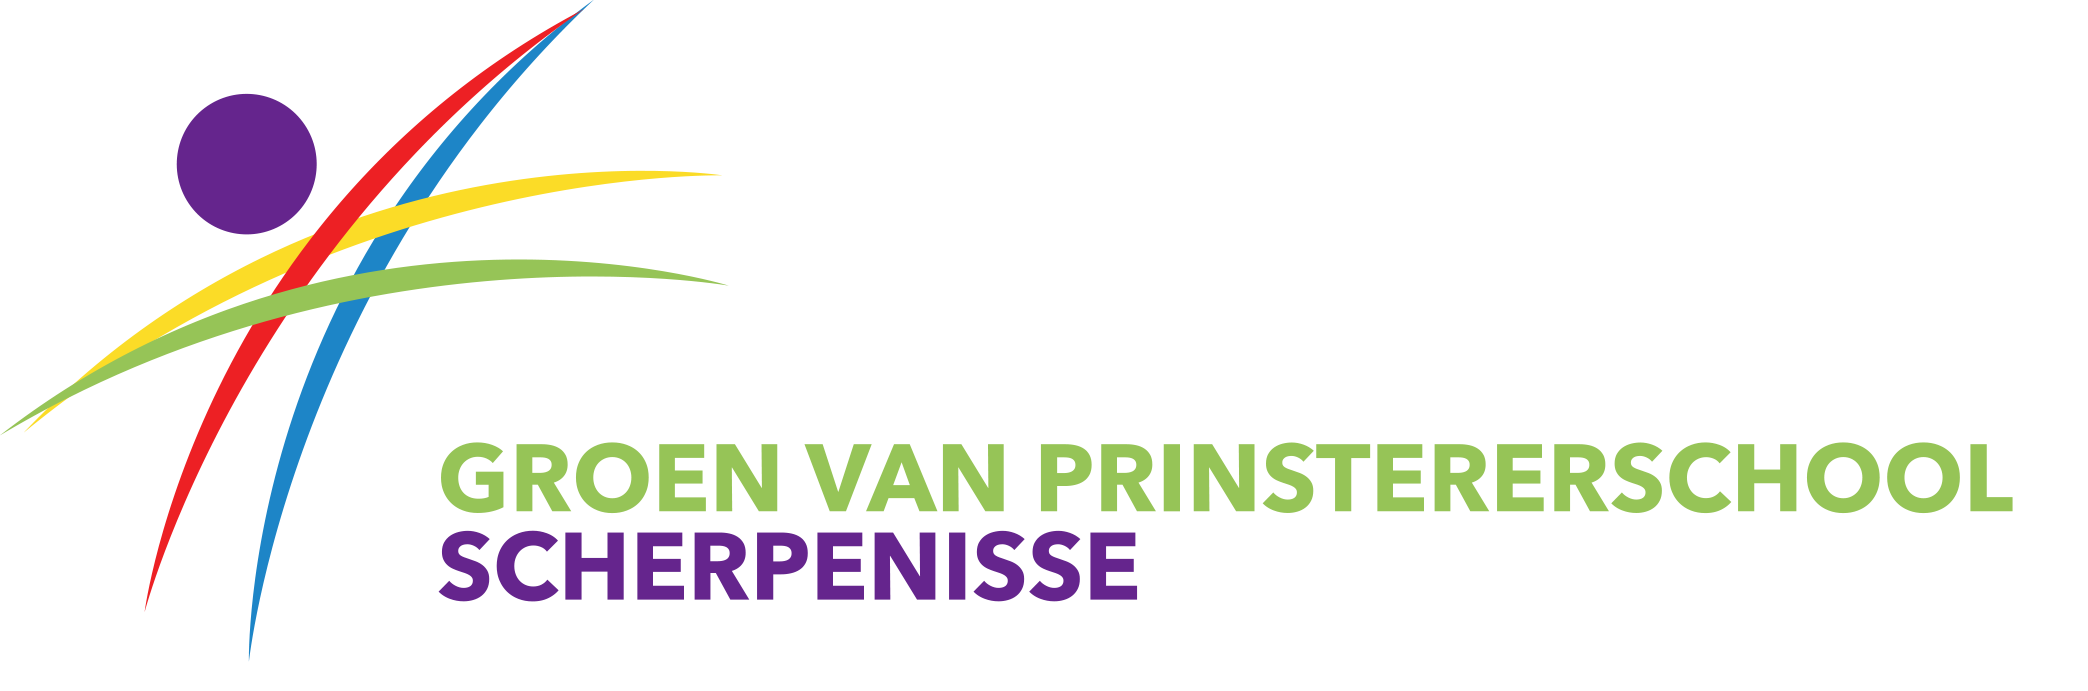 GROEN VAN PRINSTERERSCHOOL
SCHERPENISSE